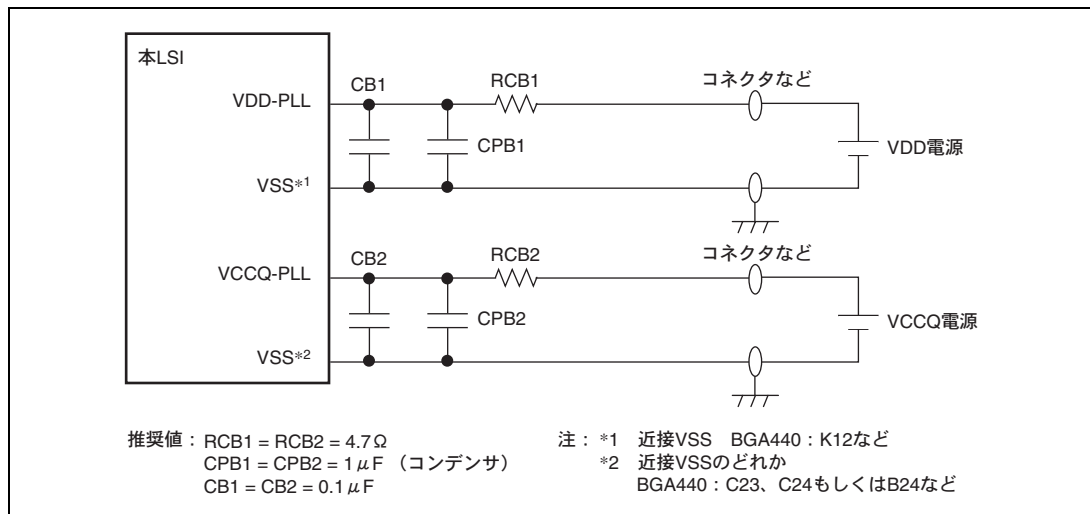 本LSI
VDD-PLL
CB1
RCB1
コネクタなど
CPB1
VDD電源
VSS*1
VCCQ-PLL
CB2
RCB2
コネクタなど
CPB2
VCCQ電源
VSS*2
推奨値：RCB1 = RCB2 = 4.7Ω
CPB1 = CPB2 = 1μF （コンデンサ）
CB1 = CB2 = 0.1μF
注：*1 近接VSS BGA440：K12など
*2 近接VSSのどれか
BGA440：C23、C24もしくはB24など